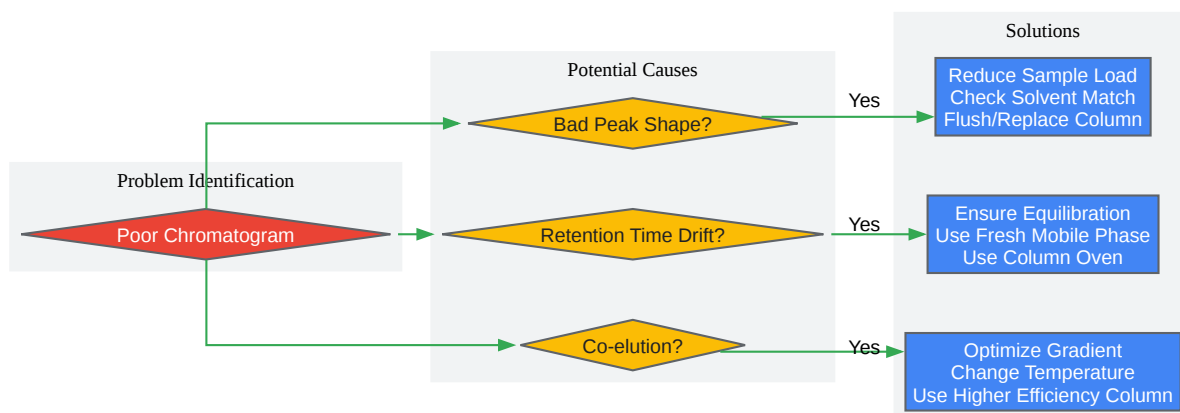 Problem Identification
Poor Chromatogram
Potential Causes
Bad Peak Shape?
Retention Time Drift?
Co-elution?
Yes
Yes
Yes
Solutions
Reduce Sample Load
Check Solvent Match
Flush/Replace Column
Ensure Equilibration
Use Fresh Mobile Phase
Use Column Oven
Optimize Gradient
Change Temperature
Use Higher Efficiency Column